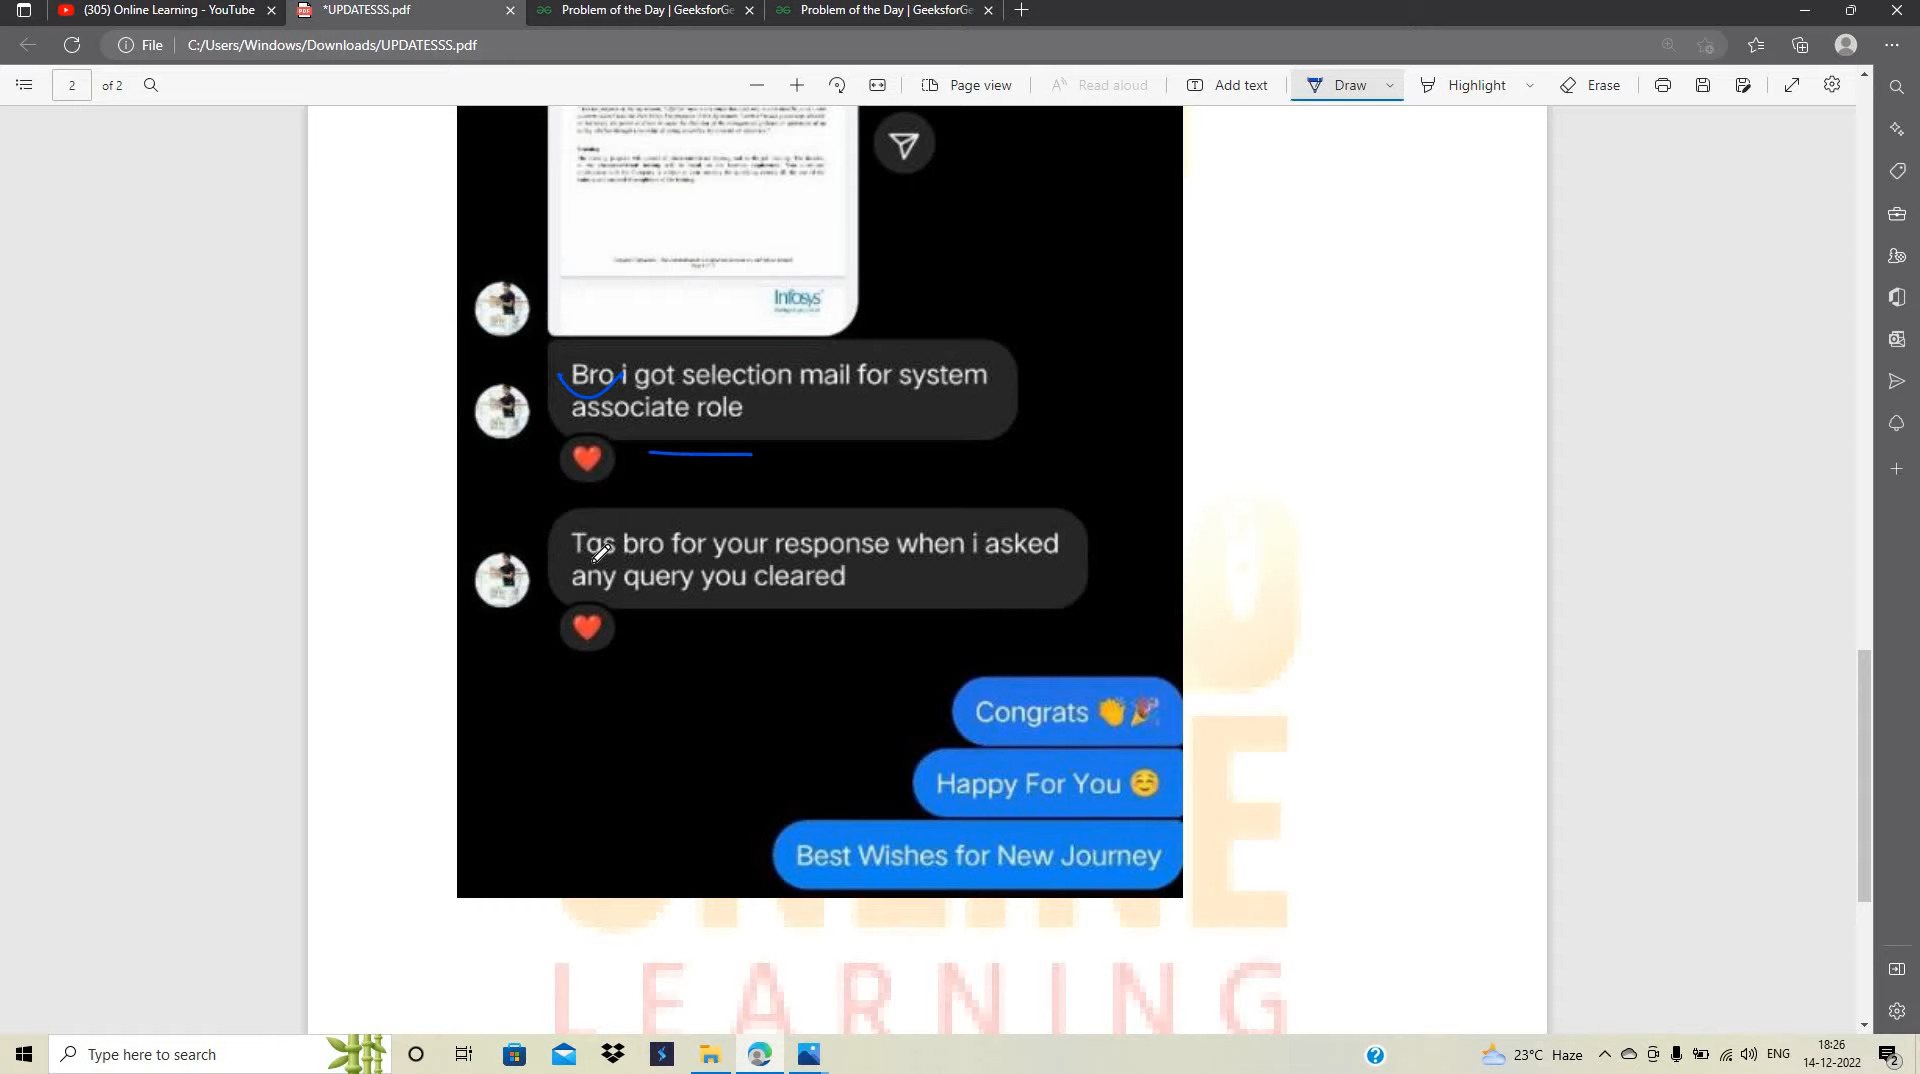 (305) Online Learning - YouTube
*UPDATESSS.pdf
Problem of the Day | GeeksforGe
Problem of the Day | GeeksforGe
File
C:/Users/Windows/Downloads/UPDATESSS.pdf
2
of 2
Page view
Read aloud
Add text
Draw
Highlight
Erase
Training
Infosys
Bro i got selection mail for system
associate role
Tqs bro for your response when i asked
any query you cleared
Congrats 👏🎉
Happy For You ☺️
Best Wishes for New Journey
LEARNING
Type here to search
23°C Haze
ENG
18:26
14-12-2022
2